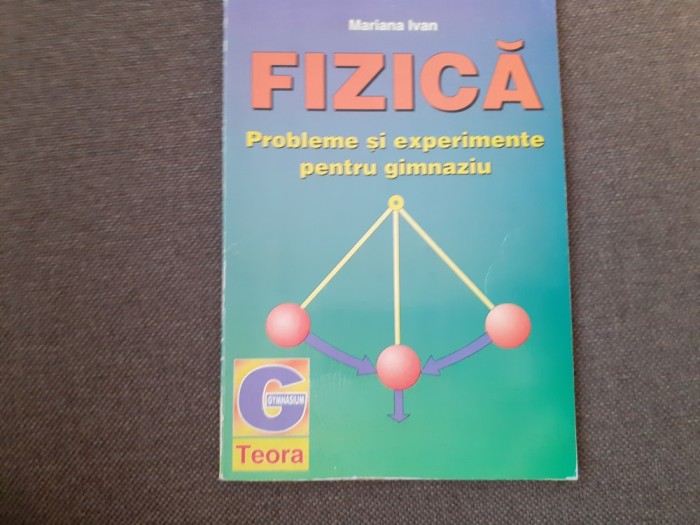 Mariana Ivan
FIZICĂ
Probleme și experimente
pentru gimnaziu
G
GYMNASIUM
Teora